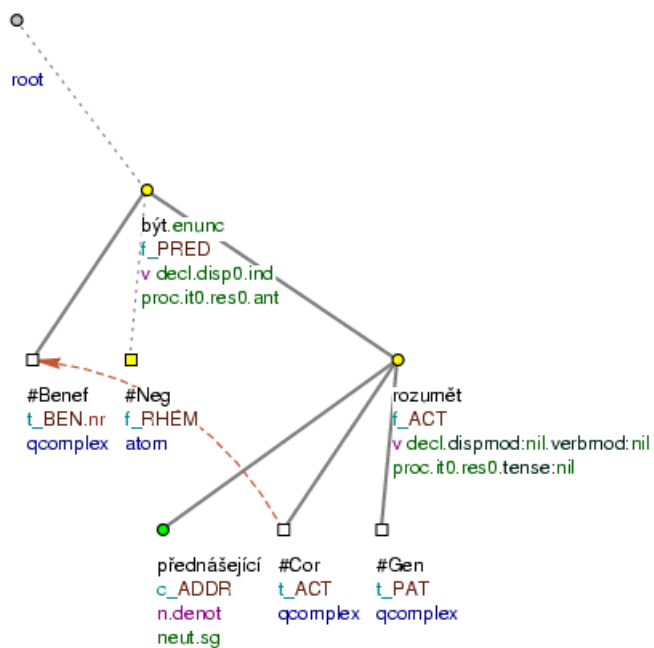 root
být.enunc
f_PRED
v decl.disp0.ind
proc.it0.res0.ant
#Benef
t_BEN.nr
qcomplex
#Neg
f_RHEM
atom
rozumět
f_ACT
v decl.dispmod:nil.verbmod:nil
proc.it0.res0.tense:nil
přednášející
c_ADDR
n.denot
neut.sg
#Cor
t_ACT
qcomplex
#Gen
t_PAT
qcomplex